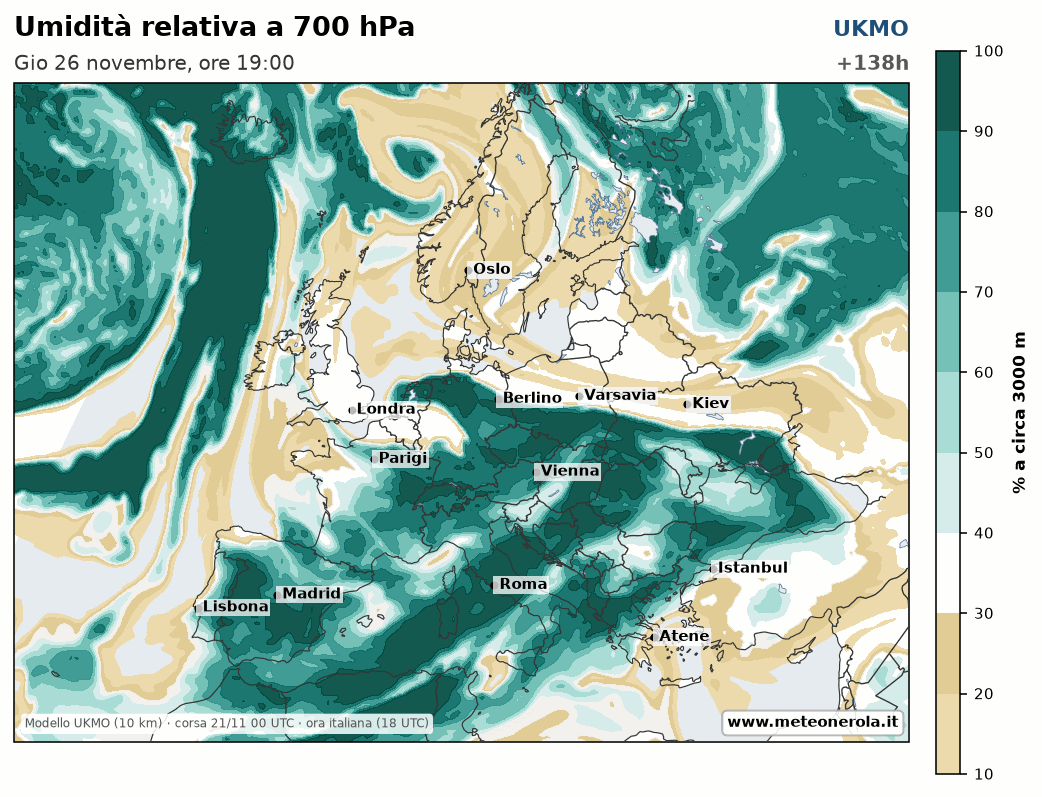 Umidità relativa a 700 hPa
UKMO
Gio 26 novembre, ore 19:00
+138h
100
90
80
70
60
50
40
30
20
10
% a circa 3000 m
Oslo
Berlino
Varsavia
Kiev
Londra
Parigi
Vienna
Istanbul
Roma
Madrid
Lisbona
Atene
Modello UKMO (10 km) · corsa 21/11 00 UTC · ora italiana (18 UTC)
www.meteonerola.it